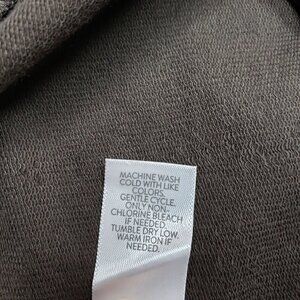 MACHINE WASH
COLD WITH LIKE
COLORS.
GENTLE CYCLE.
ONLY NON-
CHLORINE BLEACH
IF NEEDED.
TUMBLE DRY LOW.
WARM IRON IF
NEEDED.